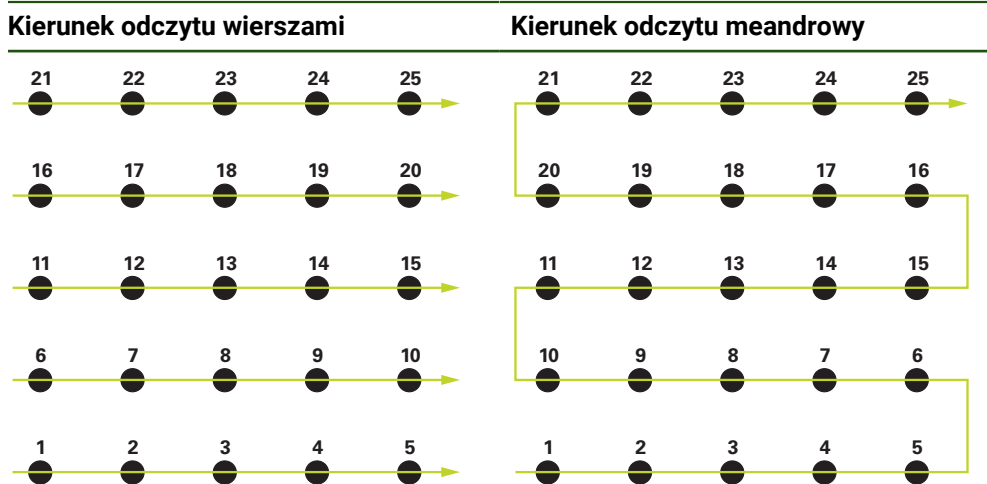 Kierunek odczytu wierszami
21 22 23 24 25
16 17 18 19 20
11 12 13 14 15
6 7 8 9 10
1 2 3 4 5
Kierunek odczytu meandrowy
21 22 23 24 25
20 19 18 17 16
11 12 13 14 15
10 9 8 7 6
1 2 3 4 5